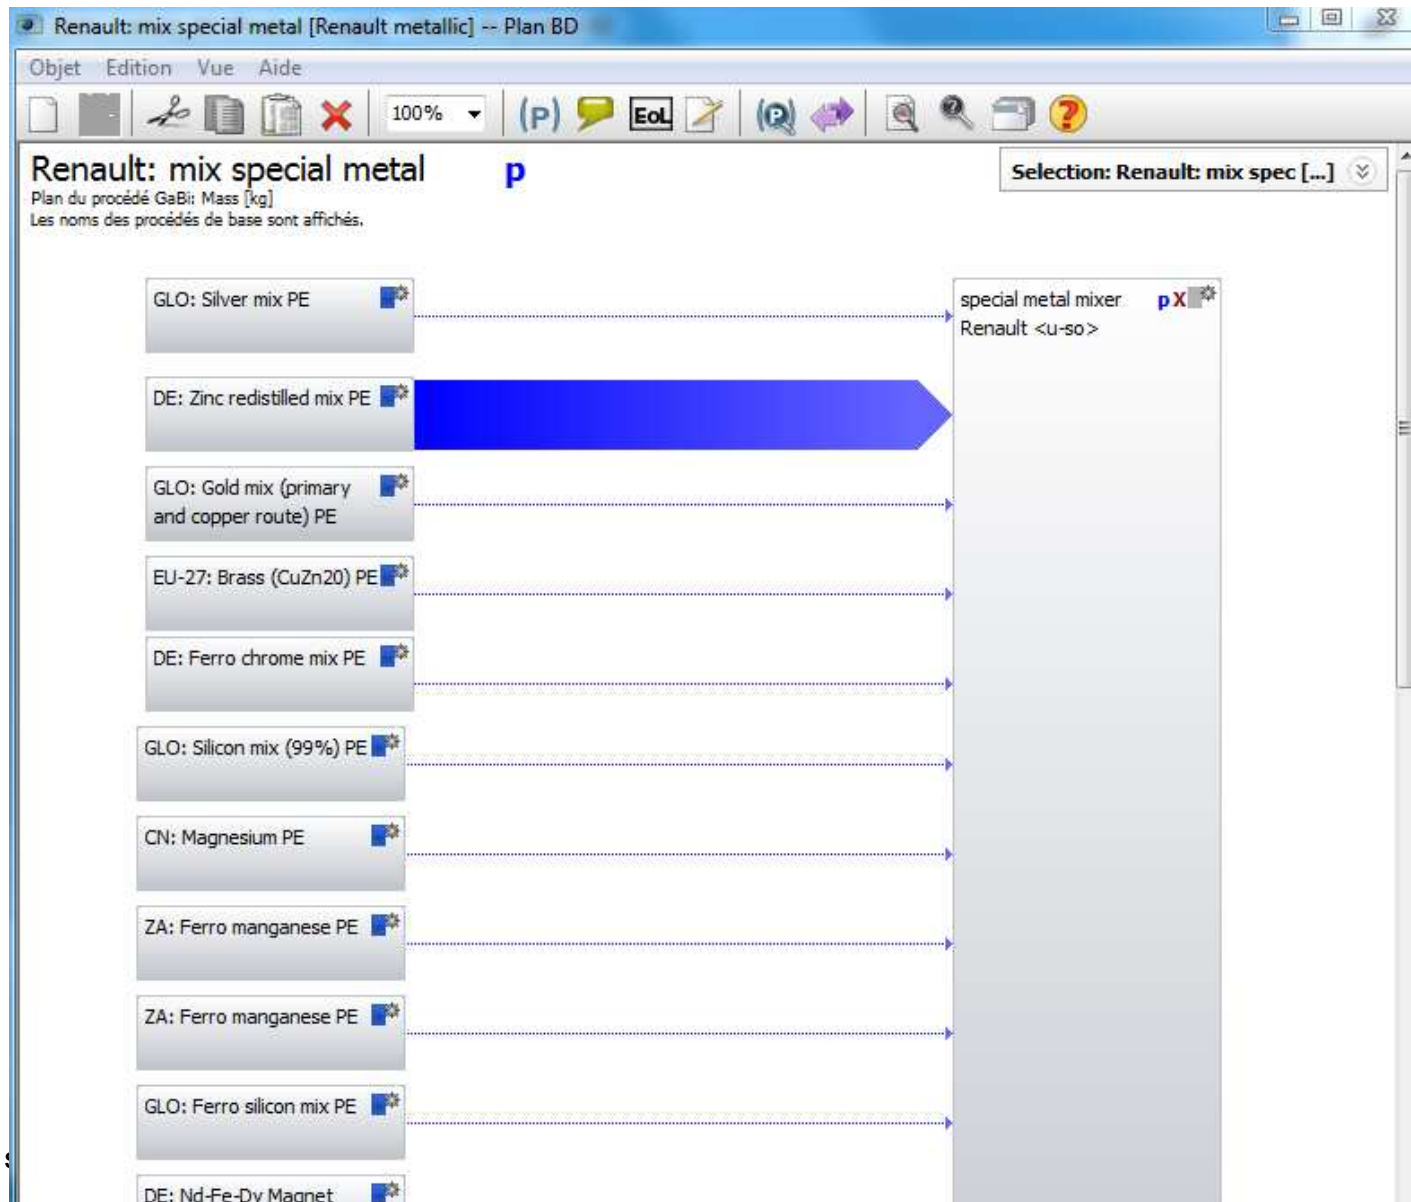 Renault: mix special metal [Renault metallic] -- Plan BD
Objet Edition Vue Aide
100% (P) EoL (P) ?
Renault: mix special metal p
Selection: Renault: mix spec [...]
Plan du procédé GaBi: Mass [kg]
Les noms des procédés de base sont affichés.
GLO: Silver mix PE
special metal mixer p X
Renault <u-so>
DE: Zinc redistilled mix PE
GLO: Gold mix (primary
and copper route) PE
EU-27: Brass (CuZn20) PE
DE: Ferro chrome mix PE
GLO: Silicon mix (99%) PE
CN: Magnesium PE
ZA: Ferro manganese PE
ZA: Ferro manganese PE
GLO: Ferro silicon mix PE
DE: Nd-Fe-Dy Magnet